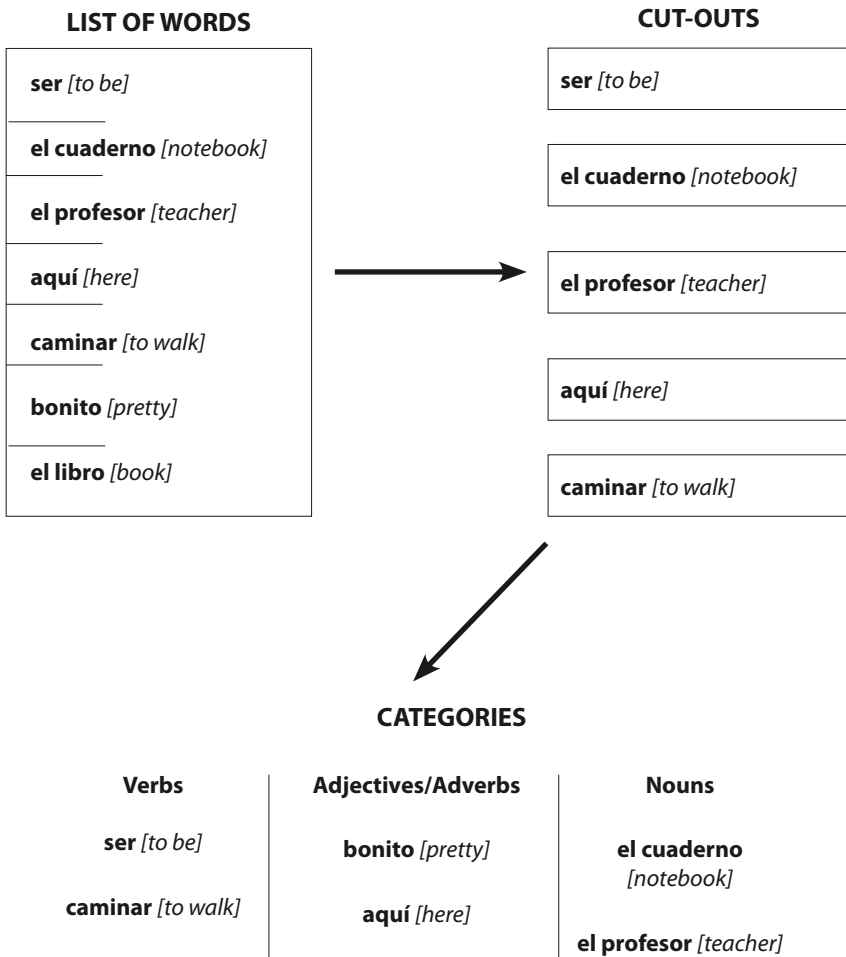 LIST OF WORDS
ser [to be]
el cuaderno [notebook]
el profesor [teacher]
aquí [here]
caminar [to walk]
bonito [pretty]
el libro [book]
CUT-OUTS
ser [to be]
el cuaderno [notebook]
el profesor [teacher]
aquí [here]
caminar [to walk]
CATEGORIES
Verbs
ser [to be]
caminar [to walk]
Adjectives/Adverbs
bonito [pretty]
aquí [here]
Nouns
el cuaderno
[notebook]
el profesor [teacher]